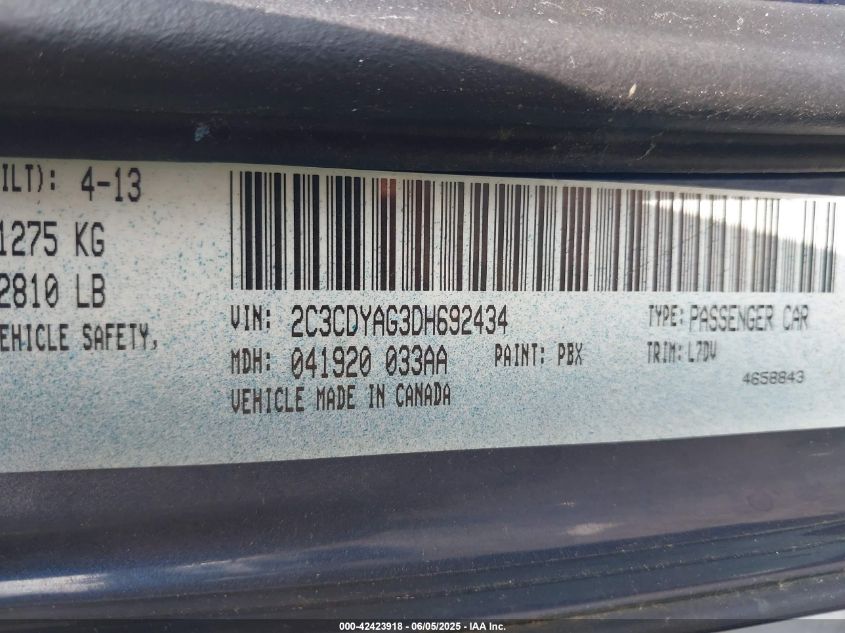 ILT): 4-13
1275 KG
2810 LB
EHICLE SAFETY,
VIN: 2C3CDYAG3DH692434
TYPE: PASSENGER CAR
MDH: 041920 033AA
PAINT: PBX
TRIM: L7DV
4658843
VEHICLE MADE IN CANADA
000-42423918 - 06/05/2025 - IAA Inc.